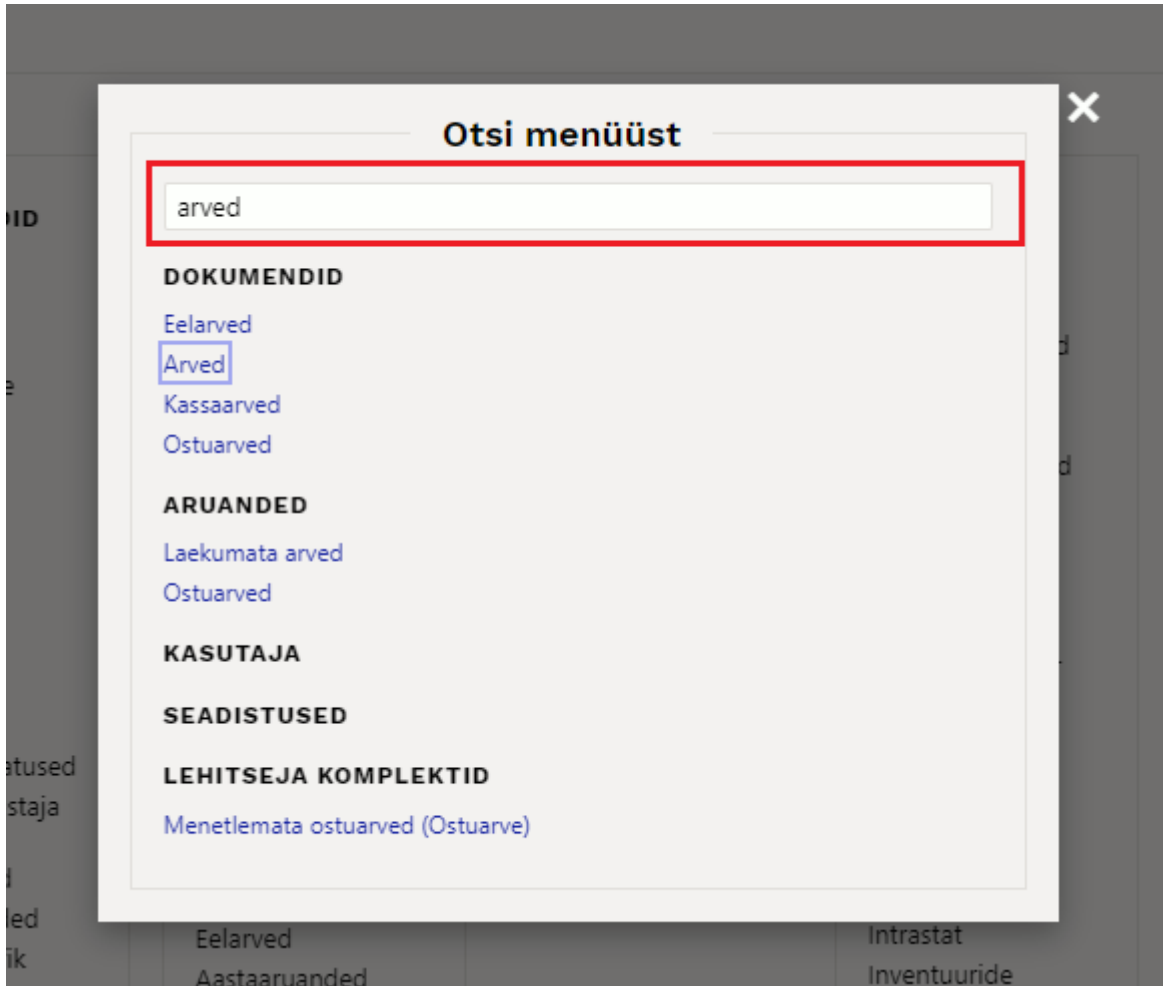 Otsi menüüst
arved
DOKUMENDID
Eelarved
Arved
Kassaarved
Ostuarved
ARUANDED
Laekumata arved
Ostuarved
KASUTAJA
SEADISTUSED
LEHITSEJA KOMPLEKTID
Menetlemata ostuarved (Ostuarve)
Eelarved
Aastaaruanded
Intrastat
Inventuuride